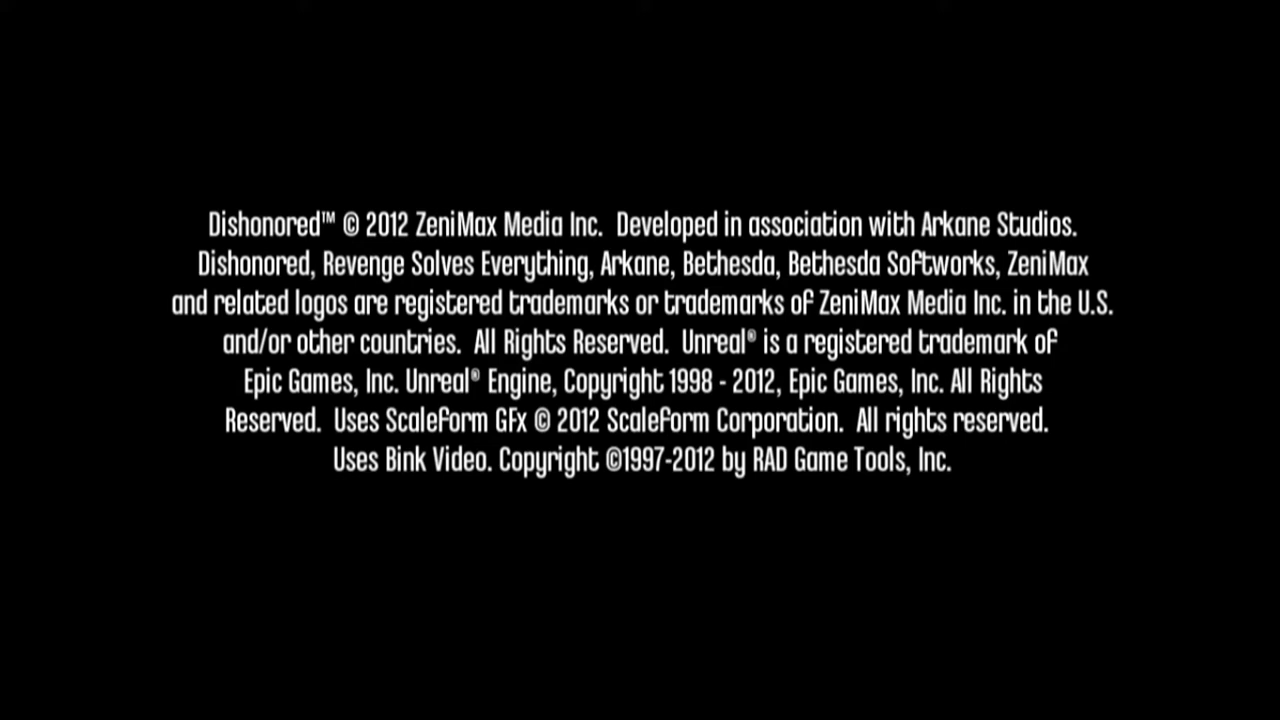 Dishonored™ © 2012 ZeniMax Media Inc.  Developed in association with Arkane Studios.
Dishonored, Revenge Solves Everything, Arkane, Bethesda, Bethesda Softworks, ZeniMax
and related logos are registered trademarks or trademarks of ZeniMax Media Inc. in the U.S.
and/or other countries.  All Rights Reserved.  Unreal® is a registered trademark of
Epic Games, Inc. Unreal® Engine, Copyright 1998 - 2012, Epic Games, Inc. All Rights
Reserved.  Uses Scaleform GFx © 2012 Scaleform Corporation.  All rights reserved.
Uses Bink Video. Copyright ©1997-2012 by RAD Game Tools, Inc.